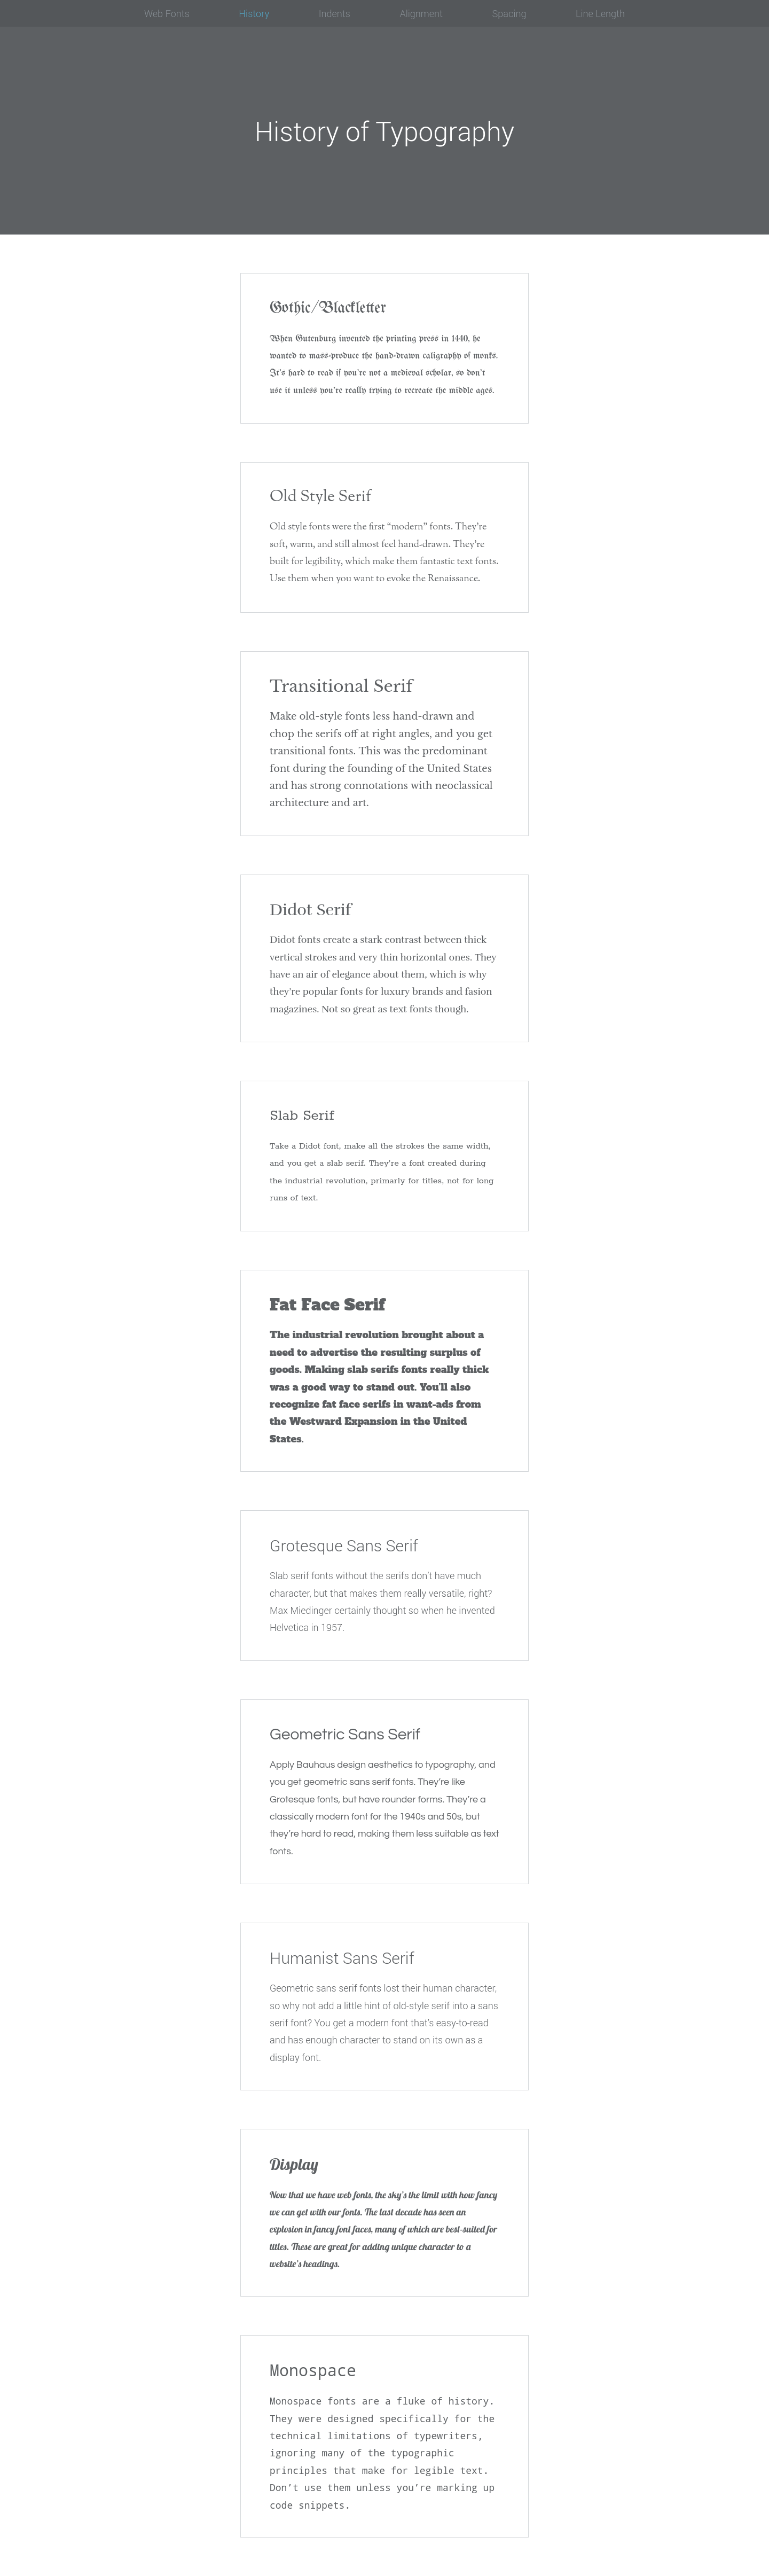 Web Fonts History Indents Alignment Spacing Line Length
History of Typography
Gothic/Blackletter
When Gutenburg invented the printing press in 1440, he
wanted to mass-produce the hand-drawn caligraphy of monks.
It's hard to read if you're not a medieval scholar, so don't
use it unless you're really trying to recreate the middle ages.
Old Style Serif
Old style fonts were the first “modern” fonts. They're
soft, warm, and still almost feel hand-drawn. They're
built for legibility, which make them fantastic text fonts.
Use them when you want to evoke the Renaissance.
Transitional Serif
Make old-style fonts less hand-drawn and
chop the serifs off at right angles, and you get
transitional fonts. This was the predominant
font during the founding of the United States
and has strong connotations with neoclassical
architecture and art.
Didot Serif
Didot fonts create a stark contrast between thick
vertical strokes and very thin horizontal ones. They
have an air of elegance about them, which is why
they're popular fonts for luxury brands and fasion
magazines. Not so great as text fonts though.
Slab Serif
Take a Didot font, make all the strokes the same width,
and you get a slab serif. They're a font created during
the industrial revolution, primarly for titles, not for long
runs of text.
Fat Face Serif
The industrial revolution brought about a
need to advertise the resulting surplus of
goods. Making slab serifs fonts really thick
was a good way to stand out. You'll also
recognize fat face serifs in want-ads from
the Westward Expansion in the United
States.
Grotesque Sans Serif
Slab serif fonts without the serifs don't have much
character, but that makes them really versatile, right?
Max Miedinger certainly thought so when he invented
Helvetica in 1957.
Geometric Sans Serif
Apply Bauhaus design aesthetics to typography, and
you get geometric sans serif fonts. They're like
Grotesque fonts, but have rounder forms. They're a
classically modern font for the 1940s and 50s, but
they're hard to read, making them less suitable as text
fonts.
Humanist Sans Serif
Geometric sans serif fonts lost their human character,
so why not add a little hint of old-style serif into a sans
serif font? You get a modern font that's easy-to-read
and has enough character to stand on its own as a
display font.
Display
Now that we have web fonts, the sky's the limit with how fancy
we can get with our fonts. The last decade has seen an
explosion in fancy font faces, many of which are best-suited for
titles. These are great for adding unique character to a
website's headings.
Monospace
Monospace fonts are a fluke of history.
They were designed specifically for the
technical limitations of typewriters,
ignoring many of the typographic
principles that make for legible text.
Don't use them unless you're marking up
code snippets.